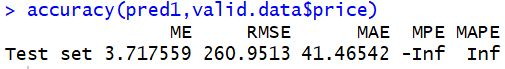 > accuracy(pred1,valid.data$price)
ME RMSE MAE MPE MAPE
Test set 3.717559 260.9513 41.46542 -Inf Inf